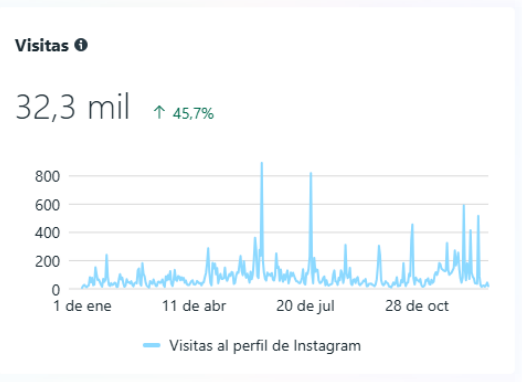 Visitas
32,3 mil ↑ 45,7%
800
600
400
200
0
1 de ene 11 de abr 20 de jul 28 de oct
Visitas al perfil de Instagram